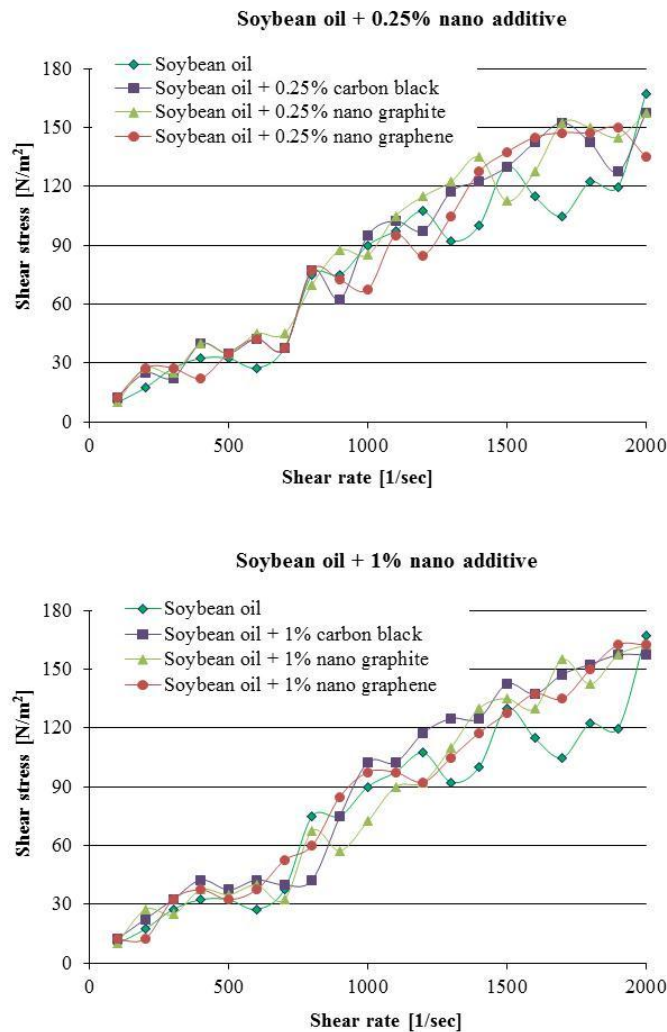 Soybean oil + 0.25% nano additive
180
150
120
90
60
30
0
Shear stress [N/m²]
Soybean oil
Soybean oil + 0.25% carbon black
Soybean oil + 0.25% nano graphite
Soybean oil + 0.25% nano graphene
0 500 1000 1500 2000
Shear rate [1/sec]
Soybean oil + 1% nano additive
180
150
120
90
60
30
0
Shear stress [N/m²]
Soybean oil
Soybean oil + 1% carbon black
Soybean oil + 1% nano graphite
Soybean oil + 1% nano graphene
0 500 1000 1500 2000
Shear rate [1/sec]